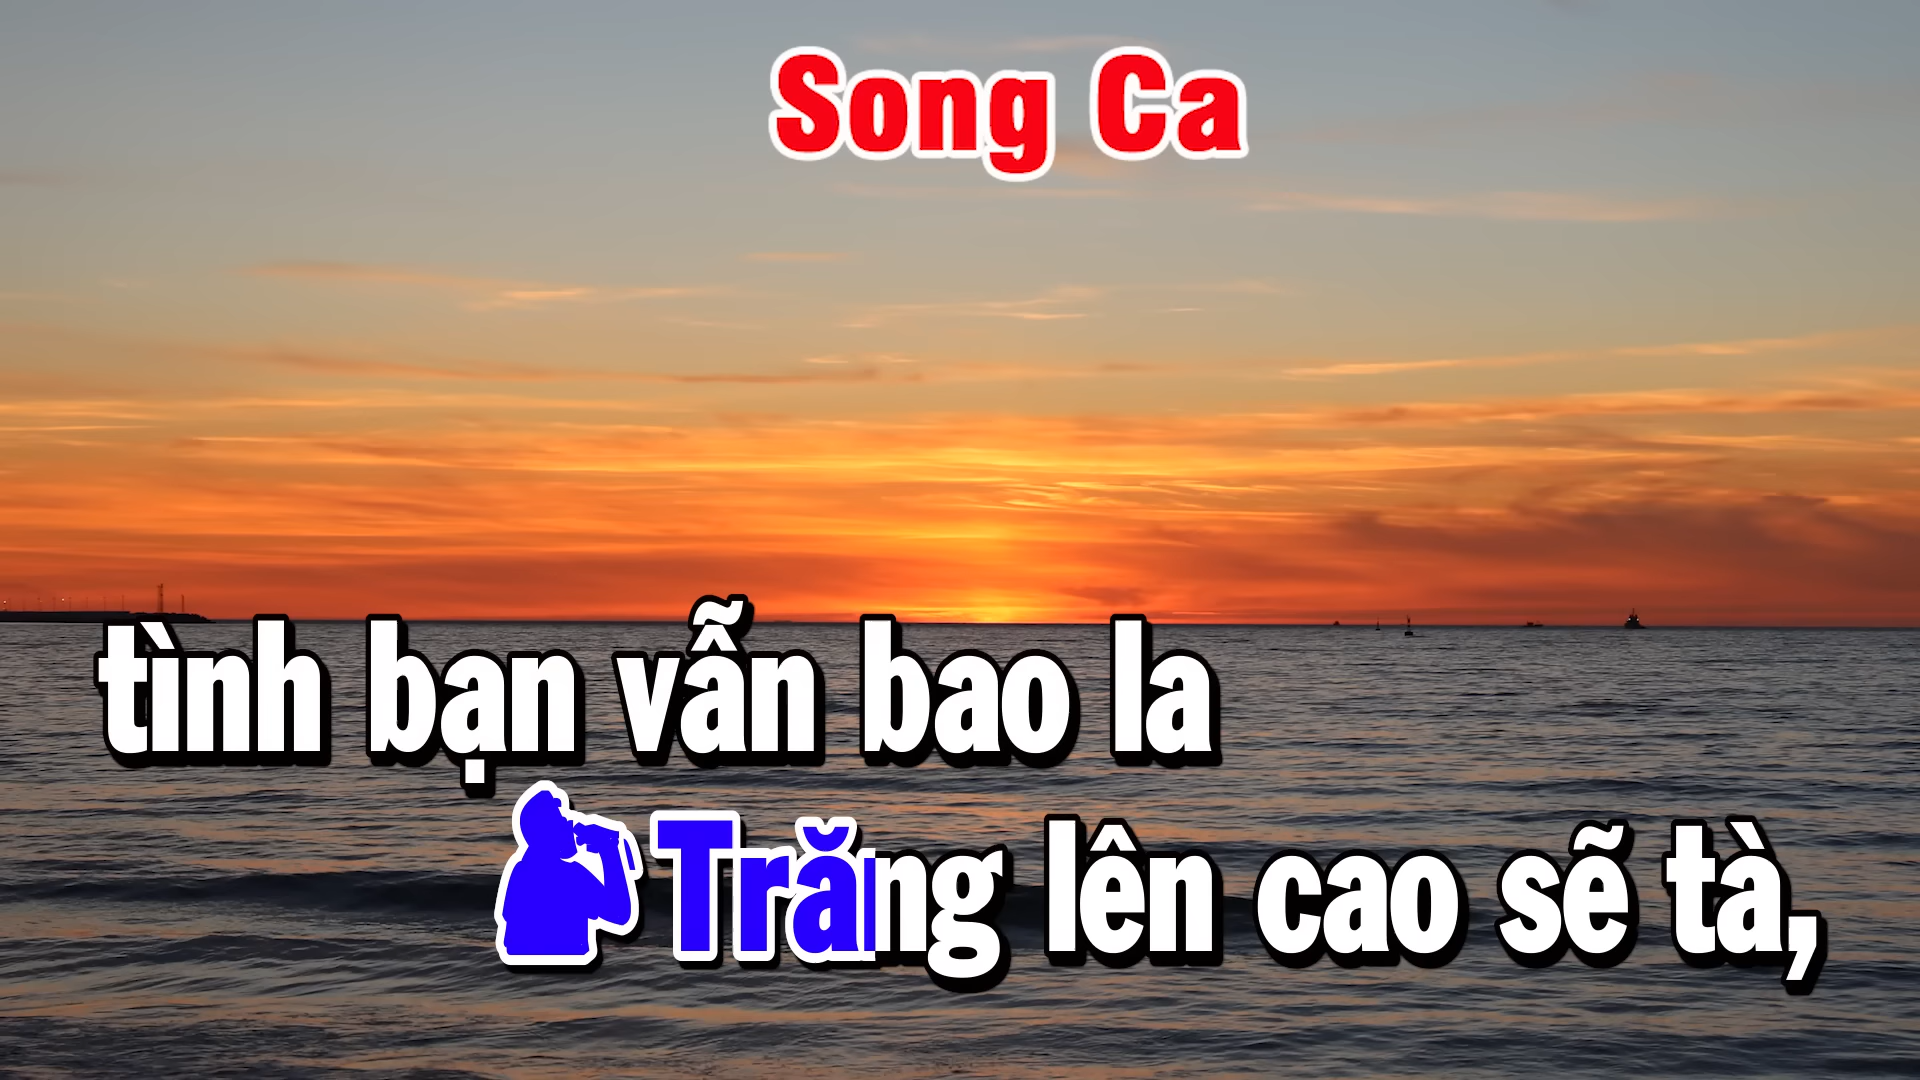 Song Ca
tình bạn vẫn bao la
Trăng lên cao sẽ tà,